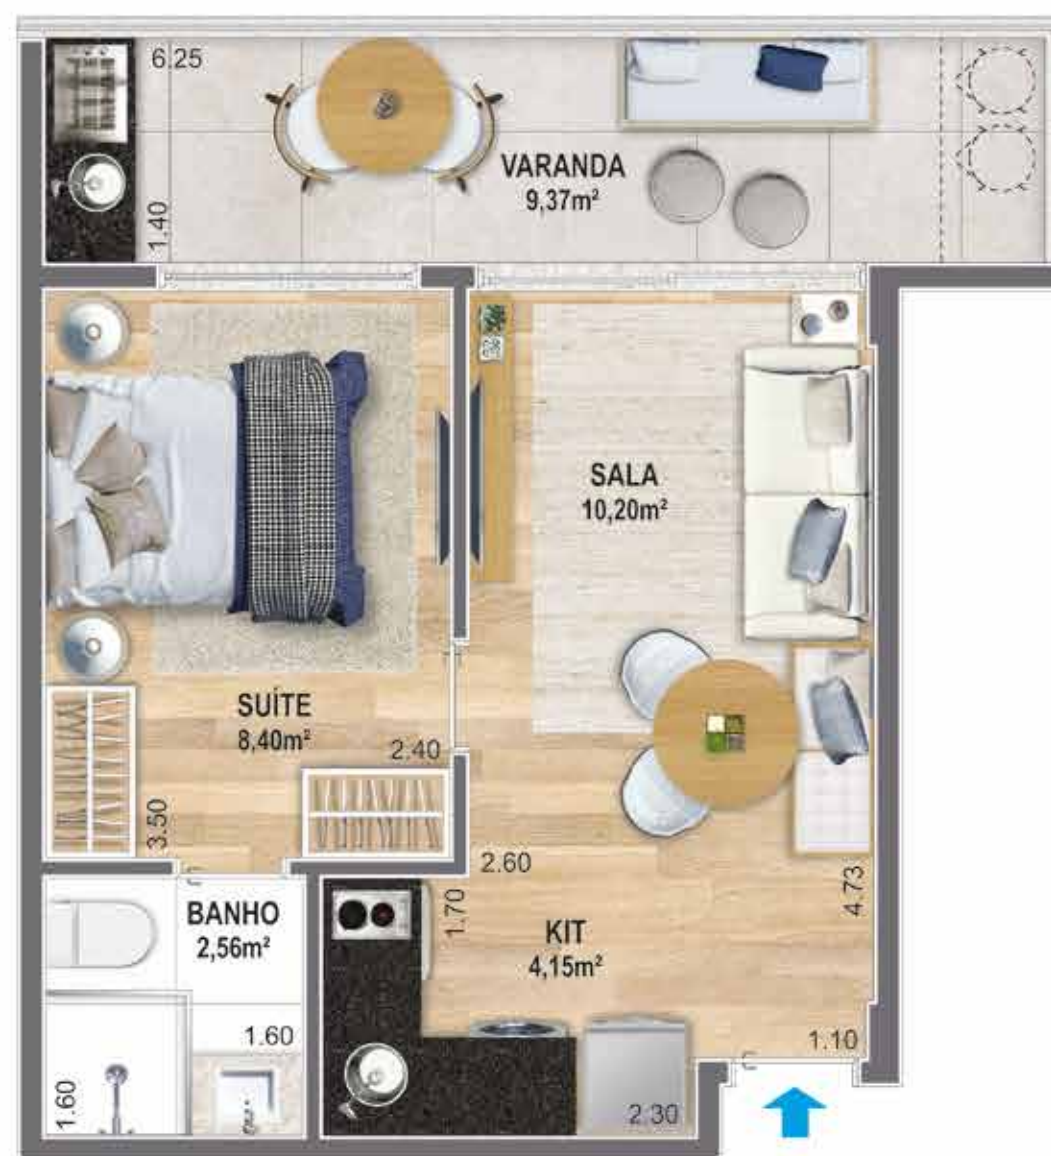 6.25
VARANDA
9,37m²
1.40
SALA
10,20m²
SUÍTE
8,40m²
2.40
3.50
2.60
4.73
BANHO
2,56m²
1.70
KIT
4,15m²
1.60
1.10
1.60
2.30